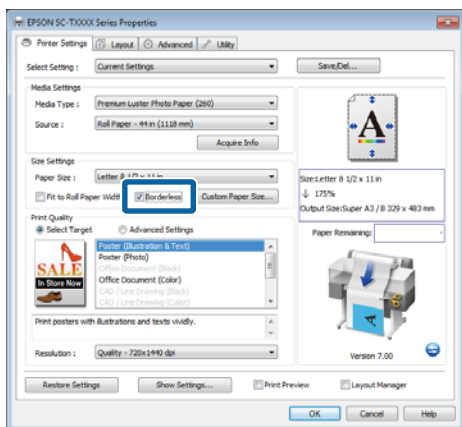 EPSON SC-TXXXX Series Properties
Printer Settings Layout Advanced Utility
Select Setting : Current Settings Save/Del...
Media Settings
Media Type : Premium Luster Photo Paper (260)
Source : Roll Paper - 44 in (1118 mm)
Acquire Info
A
Size Settings
Paper Size : Letter 8 1/2 x 11 in
Fit to Roll Paper Width Borderless Custom Paper Size...
Size:Letter 8 1/2 x 11 in
↓ 175%
Output Size:Super A3 / B 329 x 483 mm
Print Quality
Select Target Advanced Settings
Paper Remaining:
SALE
In Store Now
Poster (Illustration & Text)
Poster (Photo)
Office Document (Black)
Office Document (Color)
CAD / Line Drawing (Black)
CAD / Line Drawing (Color)
Print posters with illustrations and texts vividly.
Resolution : Quality - 720x1440 dpi
Version 7.00
Restore Settings Show Settings... Print Preview Layout Manager
OK Cancel Help